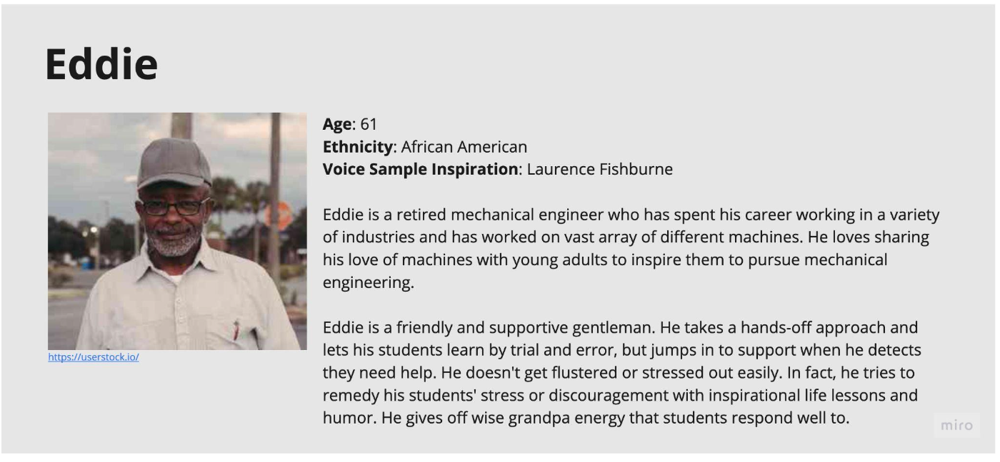 Eddie
Age: 61
Ethnicity: African American
Voice Sample Inspiration: Laurence Fishburne
Eddie is a retired mechanical engineer who has spent his career working in a variety
of industries and has worked on vast array of different machines. He loves sharing
his love of machines with young adults to inspire them to pursue mechanical
engineering.
Eddie is a friendly and supportive gentleman. He takes a hands-off approach and
lets his students learn by trial and error, but jumps in to support when he detects
they need help. He doesn't get flustered or stressed out easily. In fact, he tries to
remedy his students' stress or discouragement with inspirational life lessons and
humor. He gives off wise grandpa energy that students respond well to.
https://userstock.io/
miro